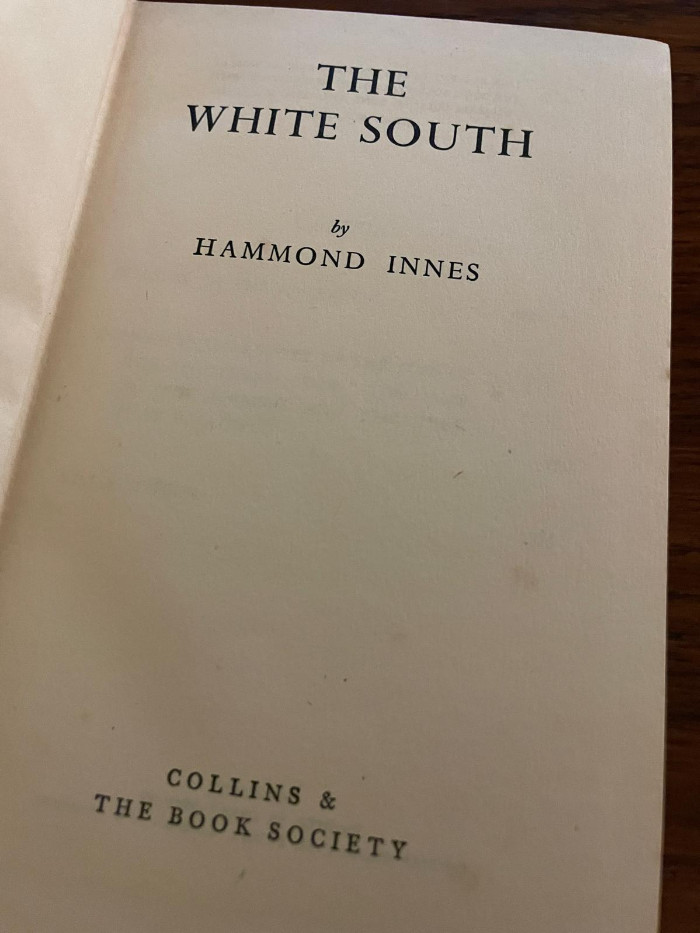 THE
WHITE SOUTH
by
HAMMOND INNES
COLLINS &
THE BOOK SOCIETY